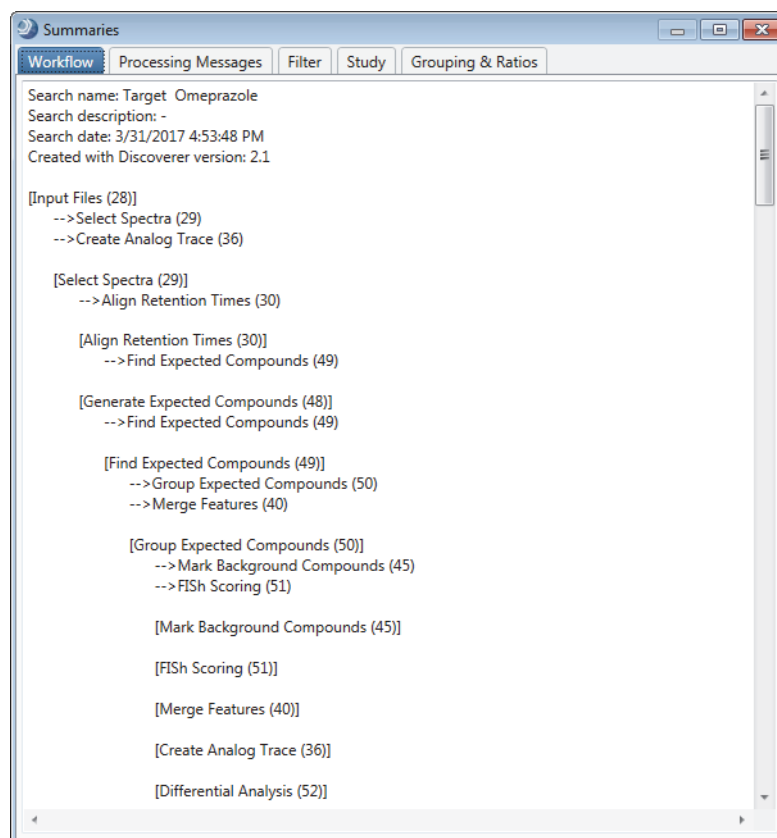 Summaries
Workflow Processing Messages Filter Study Grouping & Ratios
Search name: Target  Omeprazole
Search description: -
Search date: 3/31/2017 4:53:48 PM
Created with Discoverer version: 2.1
[Input Files (28)]
-->Select Spectra (29)
-->Create Analog Trace (36)
[Select Spectra (29)]
-->Align Retention Times (30)
[Align Retention Times (30)]
-->Find Expected Compounds (49)
[Generate Expected Compounds (48)]
-->Find Expected Compounds (49)
[Find Expected Compounds (49)]
-->Group Expected Compounds (50)
-->Merge Features (40)
[Group Expected Compounds (50)]
-->Mark Background Compounds (45)
-->FISh Scoring (51)
[Mark Background Compounds (45)]
[FISh Scoring (51)]
[Merge Features (40)]
[Create Analog Trace (36)]
[Differential Analysis (52)]